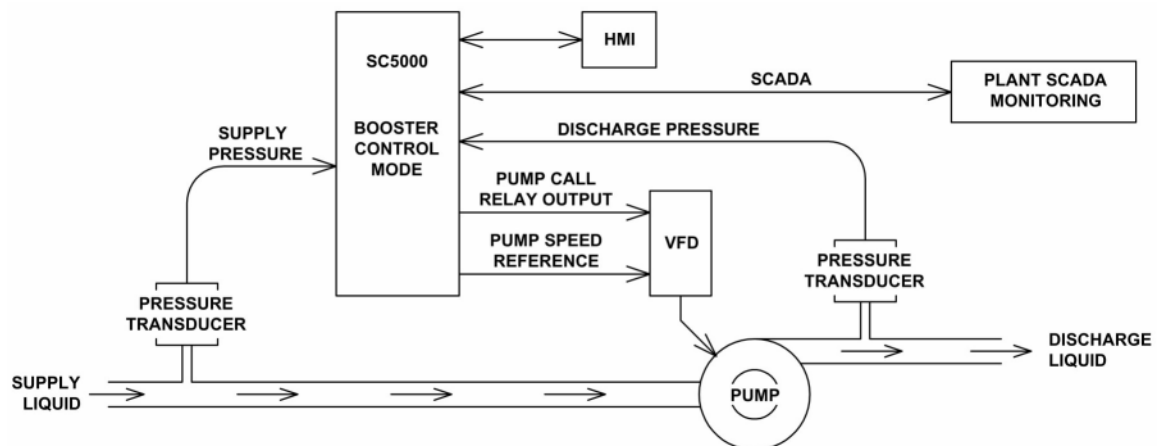 SC5000
BOOSTER
CONTROL
MODE
HMI
SCADA
PLANT SCADA
MONITORING
SUPPLY
PRESSURE
DISCHARGE PRESSURE
PUMP CALL
RELAY OUTPUT
PUMP SPEED
REFERENCE
VFD
PRESSURE
TRANSDUCER
PRESSURE
TRANSDUCER
SUPPLY
LIQUID
PUMP
DISCHARGE
LIQUID